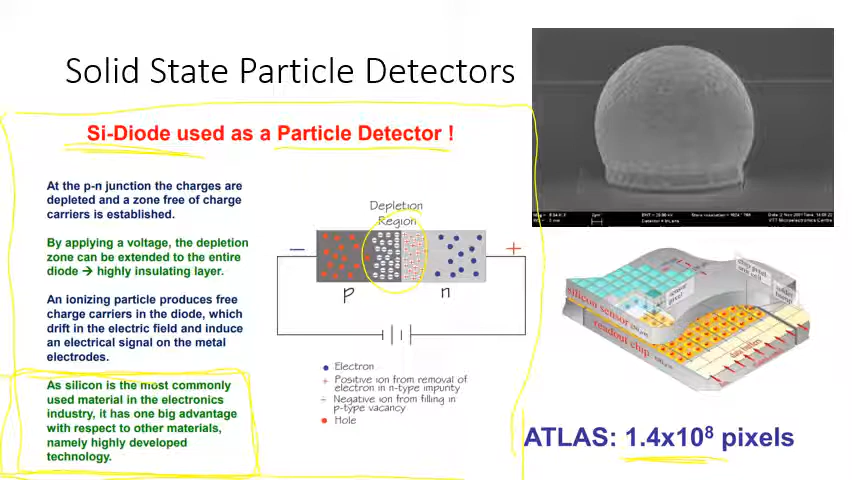 Solid State Particle Detectors
Si-Diode used as a Particle Detector !
At the p-n junction the charges are
depleted and a zone free of charge
carriers is established.
By applying a voltage, the depletion
zone can be extended to the entire
diode → highly insulating layer.
An ionizing particle produces free
charge carriers in the diode, which
drift in the electric field and induce
an electrical signal on the metal
electrodes.
As silicon is the most commonly
used material in the electronics
industry, it has one big advantage
with respect to other materials,
namely highly developed
technology.
Depletion
Region
−
+
p
n
Electron
+ Positive ion from removal of
electron in n-type impurity
Negative ion from filling in
p-type vacancy
Hole
VTT Microelectronics Centre
silicon sensor
readout chip
ATLAS: 1.4x10⁸ pixels